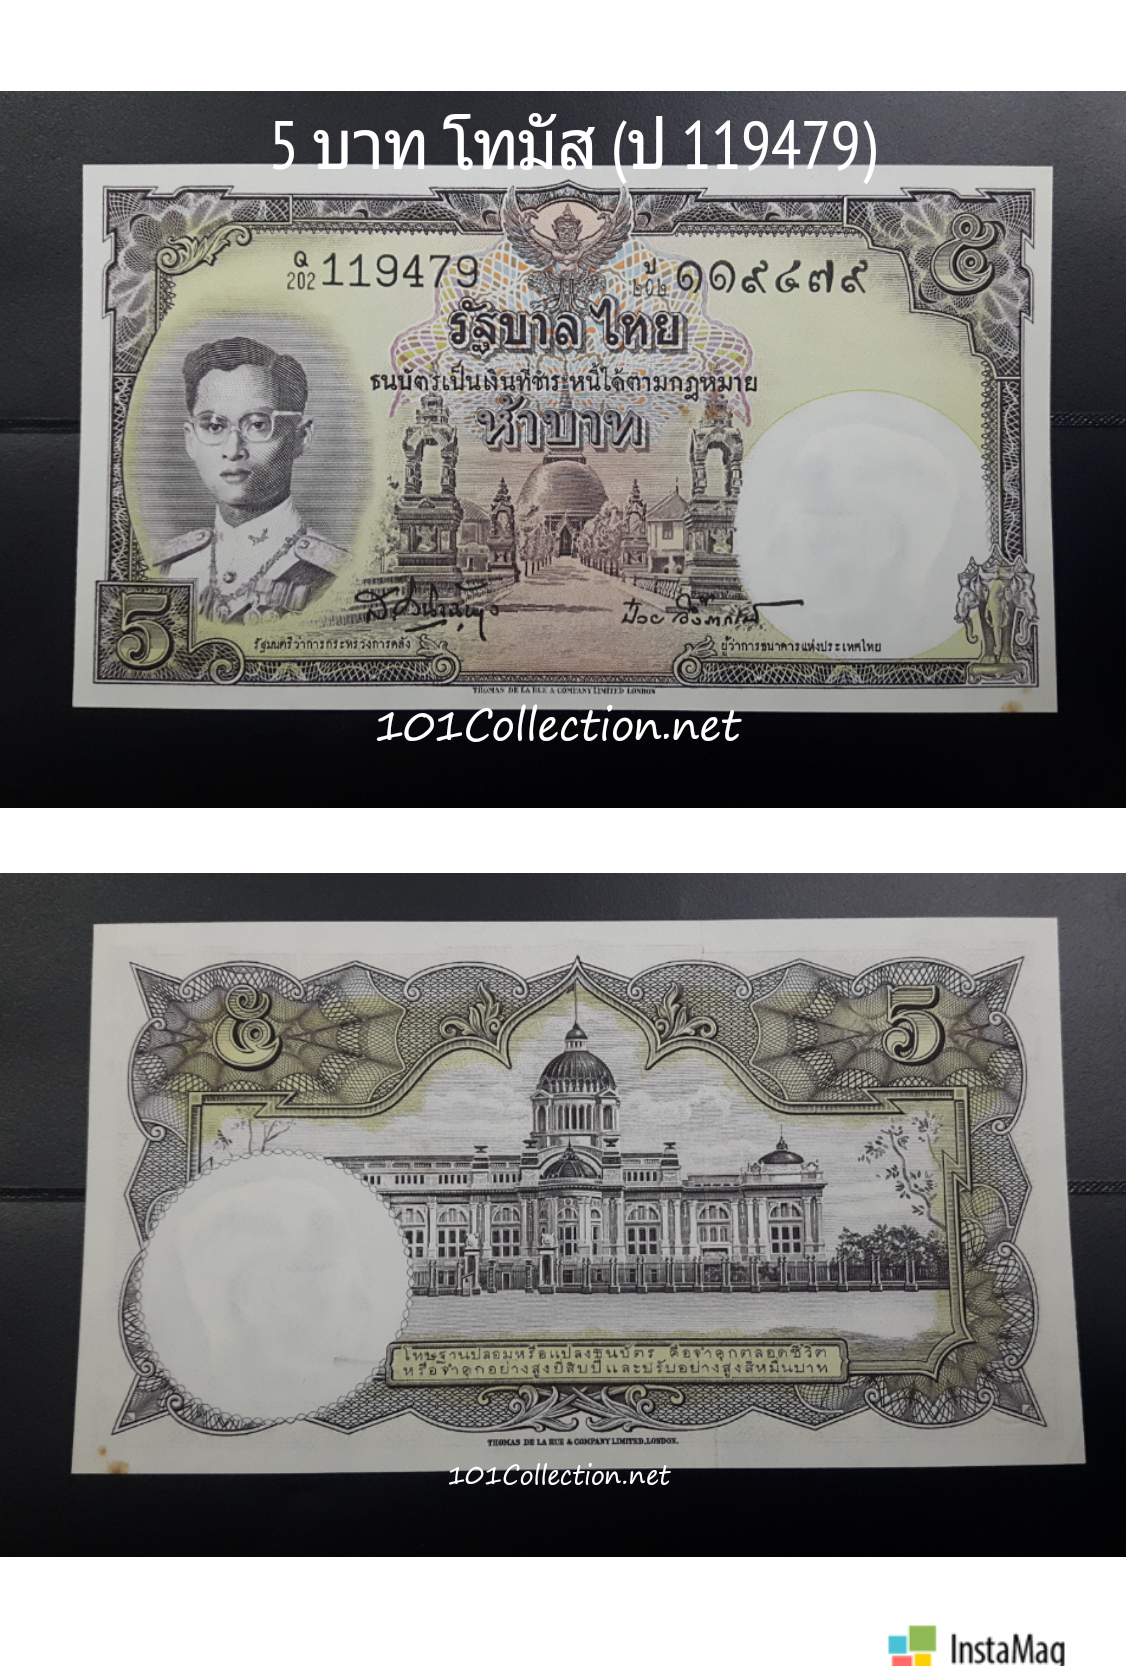 5 บาท โทมัส (ป 119479)
๕
Q
202 119479
ป
๒๐๒ ๑๑๙๔๗๙
รัฐบาลไทย
ธนบัตร์เป็นเงินที่ชำระหนี้ได้ตามกฎหมาย
ห้าบาท
5
รัฐมนตรีว่าการกระทรวงการคลัง
ผู้ว่าการธนาคารแห่งประเทศไทย
THOMAS DE LA RUE & COMPANY LIMITED LONDON
101Collection.net
๕
5
โทษฐานปลอมหรือแปลงธนบัตร คือจำคุกตลอดชีวิต
หรือจำคุกอย่างสูงยี่สิบปี และปรับอย่างสูงสี่หมื่นบาท
THOMAS DE LA RUE & COMPANY LIMITED, LONDON.
101Collection.net
InstaMag